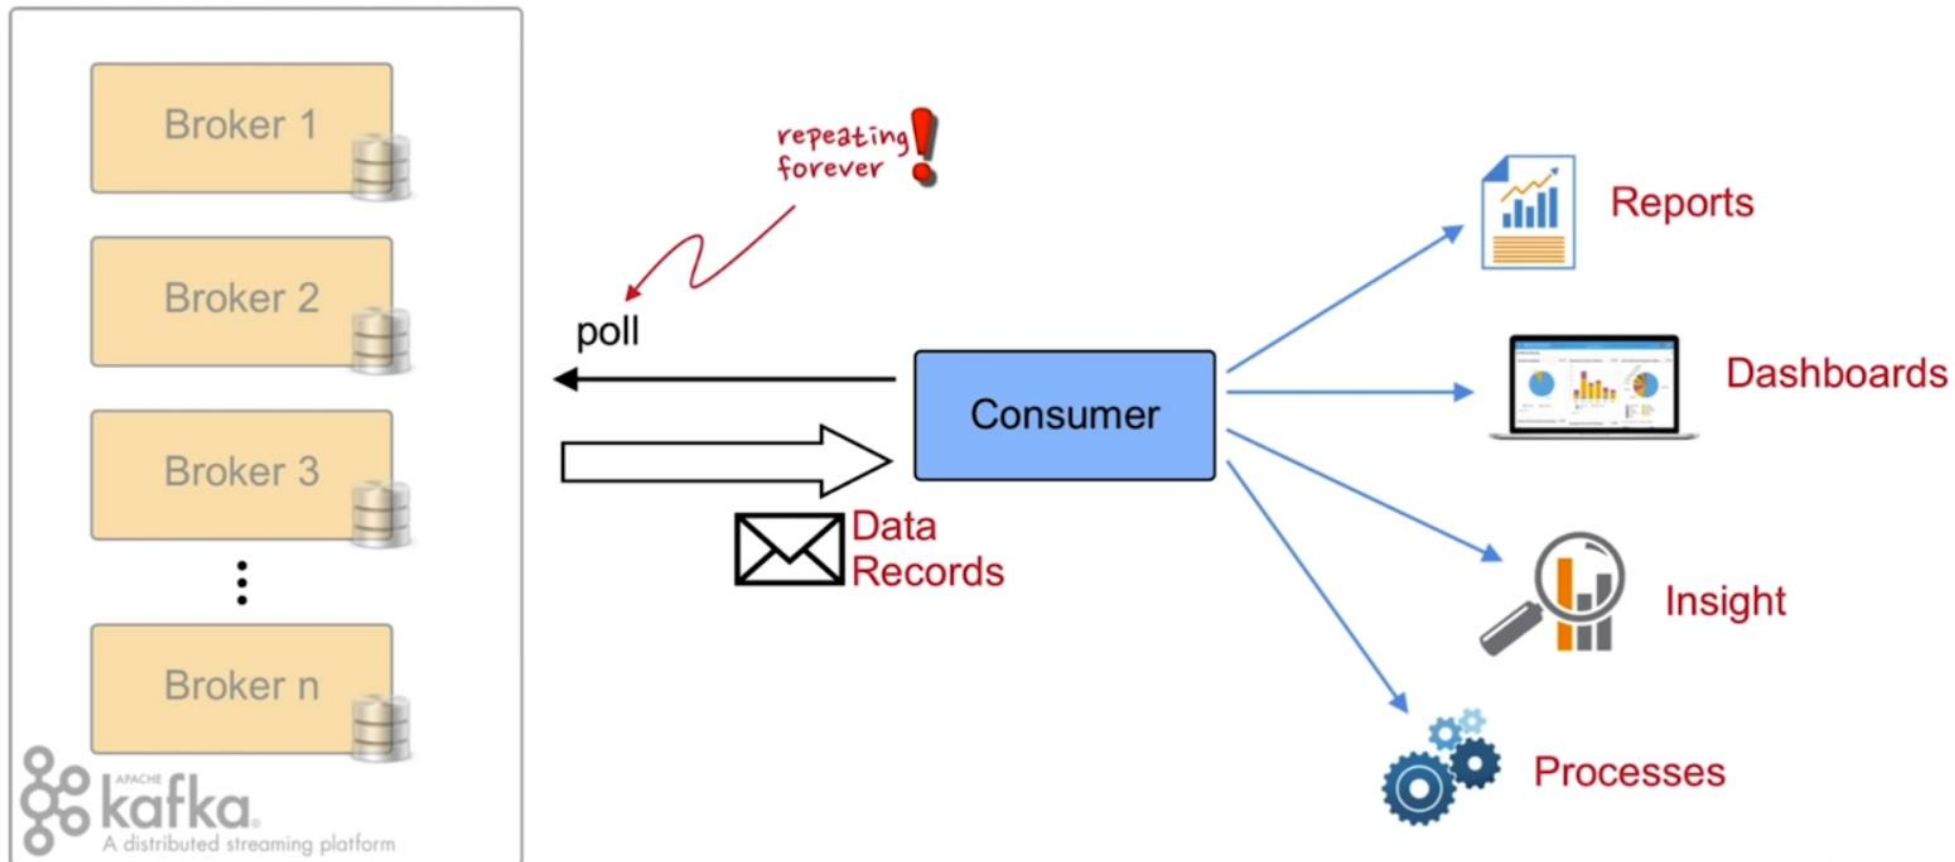 Broker 1
Broker 2
Broker 3
Broker n
APACHE
kafka
A distributed streaming platform
repeating
forever
poll
Consumer
Data
Records
Reports
Dashboards
Insight
Processes